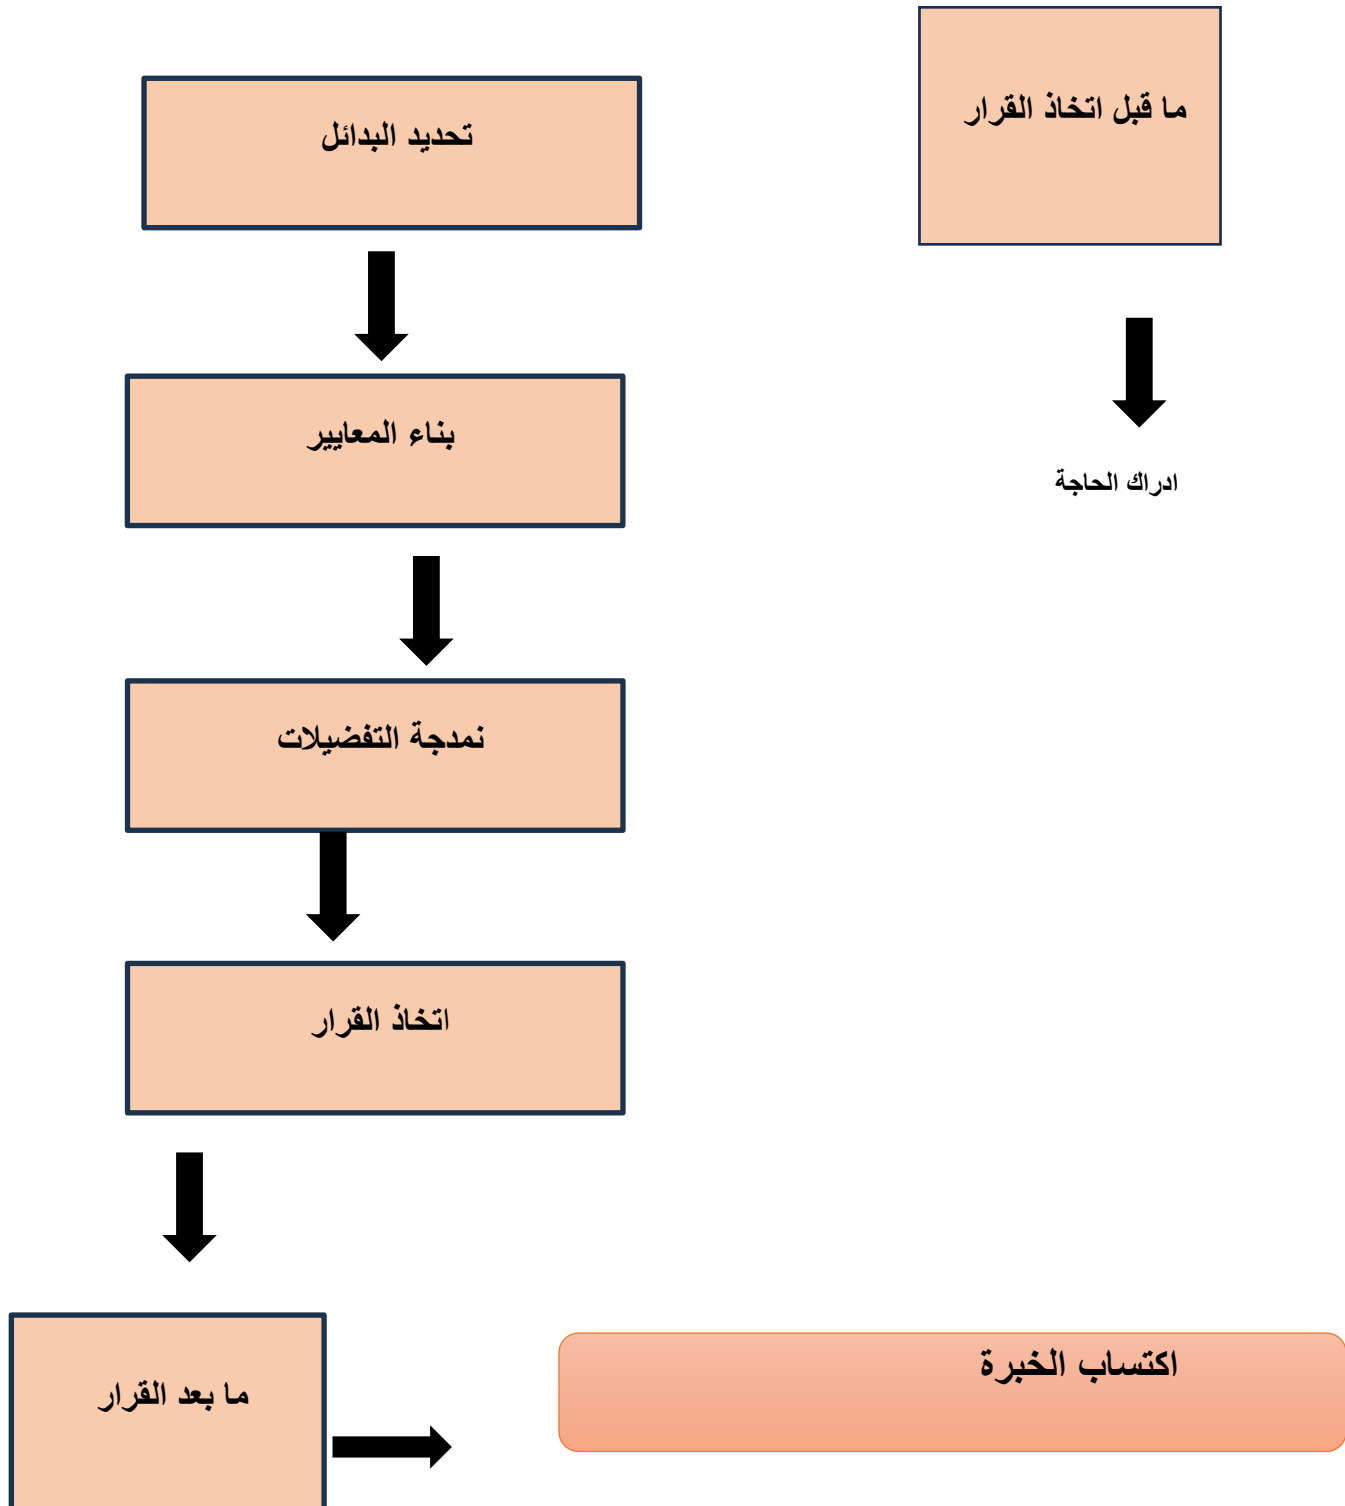 ما قبل اتخاذ القرار
تحديد البدائل
بناء المعايير
ادراك الحاجة
نمدجة التفضيلات
اتخاذ القرار
اكتساب الخبرة
ما بعد القرار